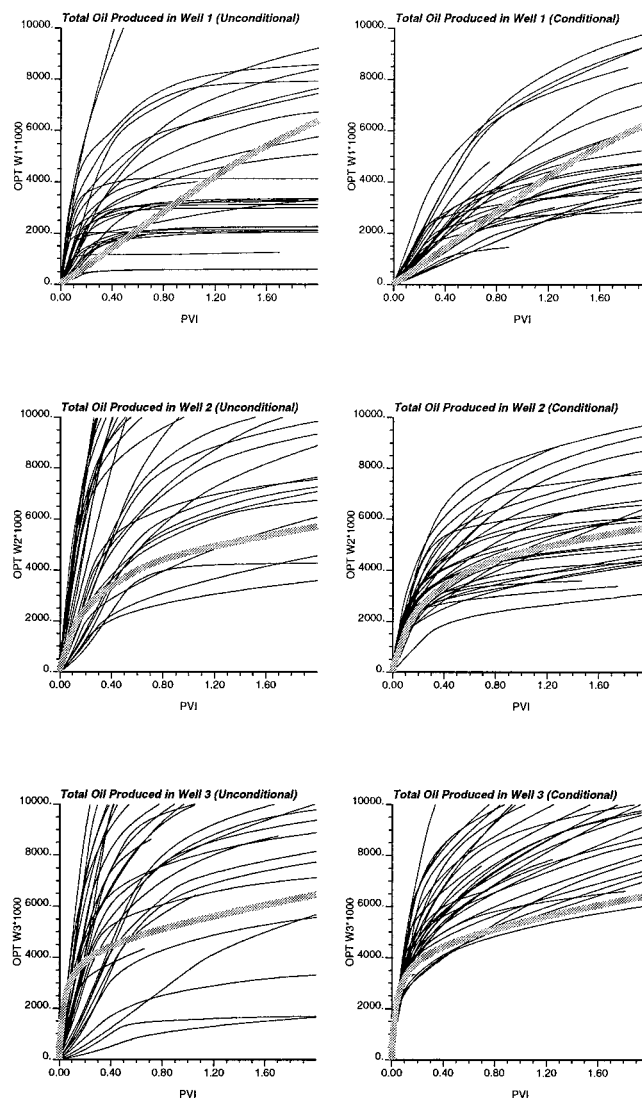 Total Oil Produced in Well 1 (Unconditional)
10000.
8000.
6000.
4000.
2000.
0.
OPT W1*1000
0.00 0.40 0.80 1.20 1.60
PVI
Total Oil Produced in Well 1 (Conditional)
10000.
8000.
6000.
4000.
2000.
0.
OPT W1*1000
0.00 0.40 0.80 1.20 1.60
PVI
Total Oil Produced in Well 2 (Unconditional)
10000.
8000.
6000.
4000.
2000.
0.
OPT W2*1000
0.00 0.40 0.80 1.20 1.60
PVI
Total Oil Produced in Well 2 (Conditional)
10000.
8000.
6000.
4000.
2000.
0.
OPT W2*1000
0.00 0.40 0.80 1.20 1.60
PVI
Total Oil Produced in Well 3 (Unconditional)
10000.
8000.
6000.
4000.
2000.
0.
OPT W3*1000
0.00 0.40 0.80 1.20 1.60
PVI
Total Oil Produced in Well 3 (Conditional)
10000.
8000.
6000.
4000.
2000.
0.
OPT W3*1000
0.00 0.40 0.80 1.20 1.60
PVI